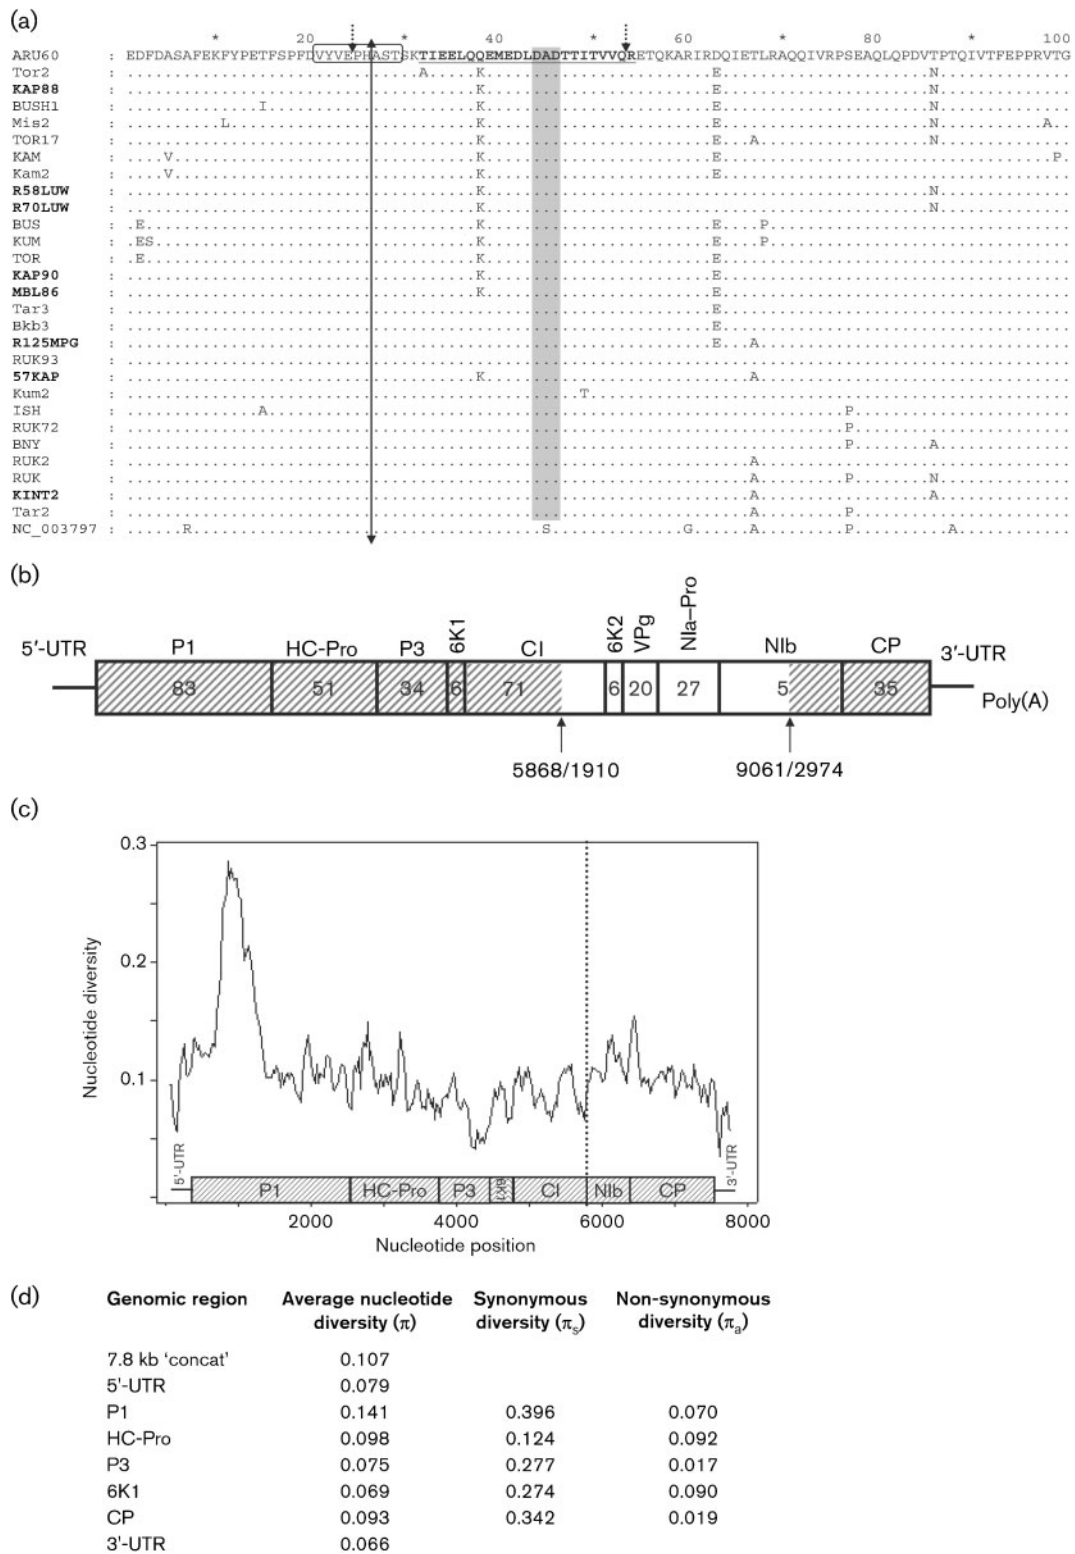 (a)
* 20 * 40 * 60 * 80 * 100
ARU60 : EDFDASAFEKFYPETFSPFDVYVEPHASTSKTIEELQQEMEDLDADTTTITVVQRETQKARIRDQIETLRAQQIVRPSEAQLQPDVTPTQIVTFEPPRVTG
Tor2 : ...A...K...E...N...
KAP88 : ...K...E...N...
BUSH1 : ...I...K...E...N...
Mis2 : ...L...K...E...N...A...
TOR17 : ...K...E...A...N...
KAM : ...V...K...E...P.
Kam2 : ...V...K...E...
R58LUW : ...K...N...
R70LUW : ...K...N...
BUS : .E...K...E...P...
KUM : .ES...K...E...P...
TOR : .E...K...E...
KAP90 : ...K...E...
MBL86 : ...K...E...
Tar3 : ...E...
Bkb3 : ...E...
R125MPG : ...E...A...
RUK93 : ...
57KAP : ...K...A...
Kum2 : ...T...
ISH : ...A...P...
RUK72 : ...P...
BNY : ...P...A...
RUK2 : ...A...
RUK : ...A...P...N...
KINT2 : ...A...A...
Tar2 : ...A...P...
NC_003797 : ...R...S...G...A...P...A...
(b)
5′-UTR P1 HC-Pro P3 6K1 CI 6K2 VPg NIa–Pro NIb CP 3′-UTR
83 51 34 6 71 6 20 27 5 35
Poly(A)
5868/1910 9061/2974
(c)
0.3
0.2
0.1
Nucleotide diversity
5′-UTR P1 HC-Pro P3 6K1 CI NIb CP 3′-UTR
2000 4000 6000 8000
Nucleotide position
(d)
Genomic region Average nucleotide diversity (π) Synonymous diversity (πs) Non-synonymous diversity (πa)
7.8 kb ‘concat’ 0.107
5'-UTR 0.079
P1 0.141 0.396 0.070
HC-Pro 0.098 0.124 0.092
P3 0.075 0.277 0.017
6K1 0.069 0.274 0.090
CP 0.093 0.342 0.019
3'-UTR 0.066